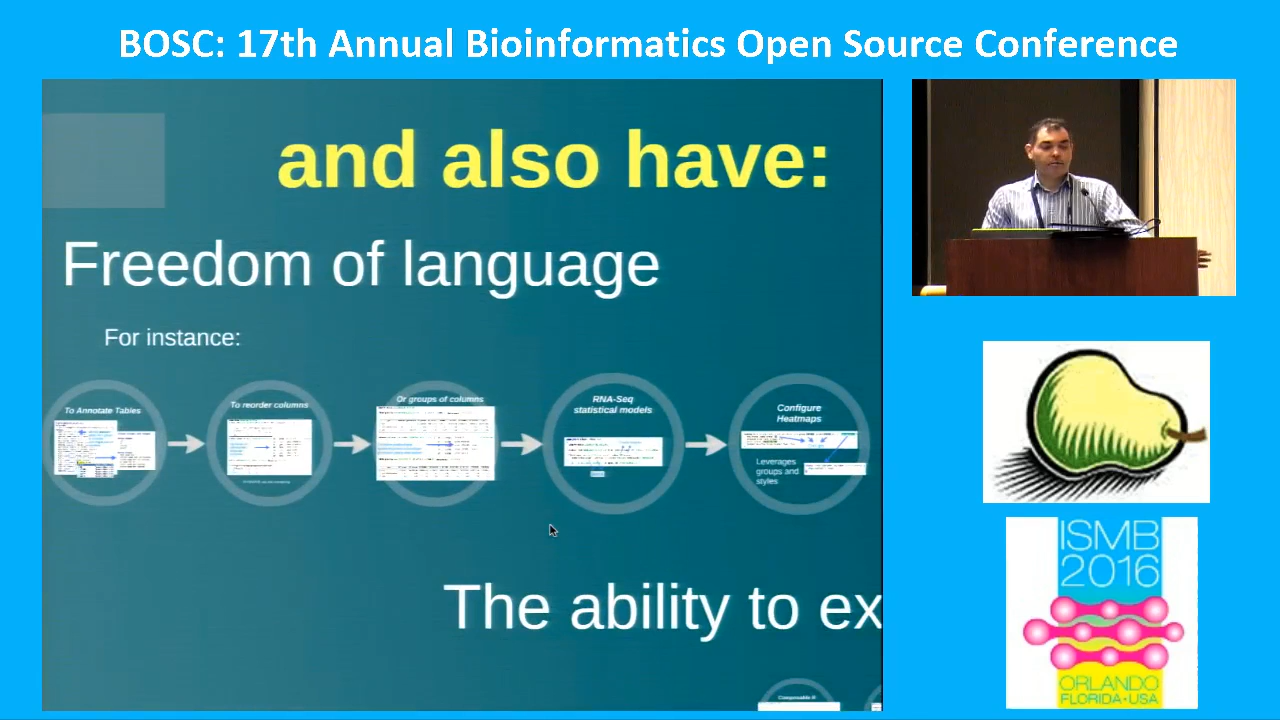 BOSC: 17th Annual Bioinformatics Open Source Conference
and also have:
Freedom of language
For instance:
To Annotate Tables
To reorder columns
Or groups of columns
RNA-Seq
statistical models
Configure
Heatmaps
Leverages
groups and
styles
The ability to ex
Composable R
ISMB
2016
ORLANDO
FLORIDA•USA